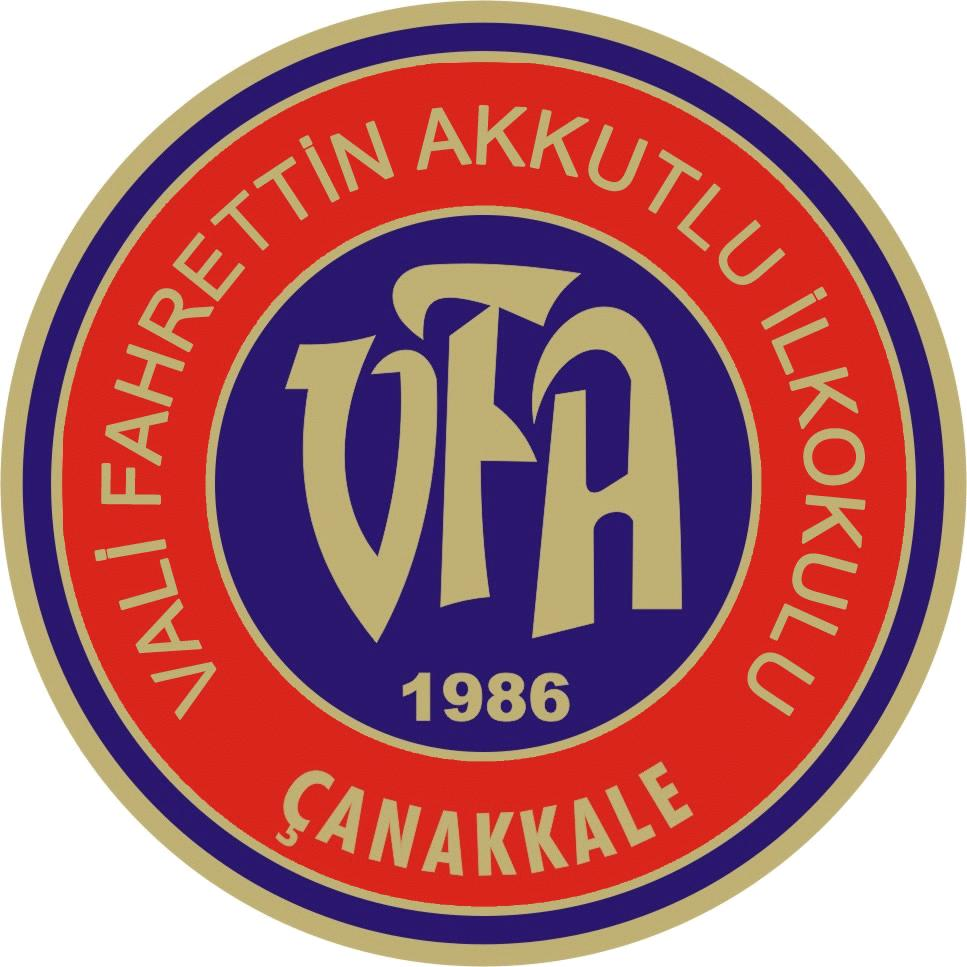 VALİ FAHRETTİN AKKUTLU İLKOKULU
VFA
1986
ÇANAKKALE